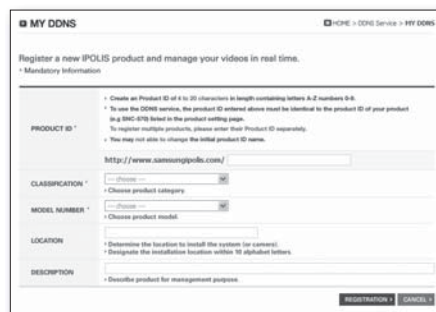 MY DDNS
HOME > DDNS Service > MY DDNS
Register a new IPOLIS product and manage your videos in real time.
* Mandatory Information
PRODUCT ID *
• Create an Product ID of 4 to 20 characters in length containing letters A-Z numbers 0-9.
• To use the DDNS service, the product ID entered above must be identical to the product ID of your product
(e.g SNC-570) listed in the product setting page.
To register multiple products, please enter their Product ID separately.
• You may not able to change the initial product ID name.
http://www.samsungipolis.com/
CLASSIFICATION *
--- choose ---
• Choose product category.
MODEL NUMBER *
--- choose ---
• Choose product model.
LOCATION
• Determine the location to install the system (or camera).
• Designate the installation location within 10 alphabet letters.
DESCRIPTION
• Describe product for management purpose.
REGISTRATION >
CANCEL >